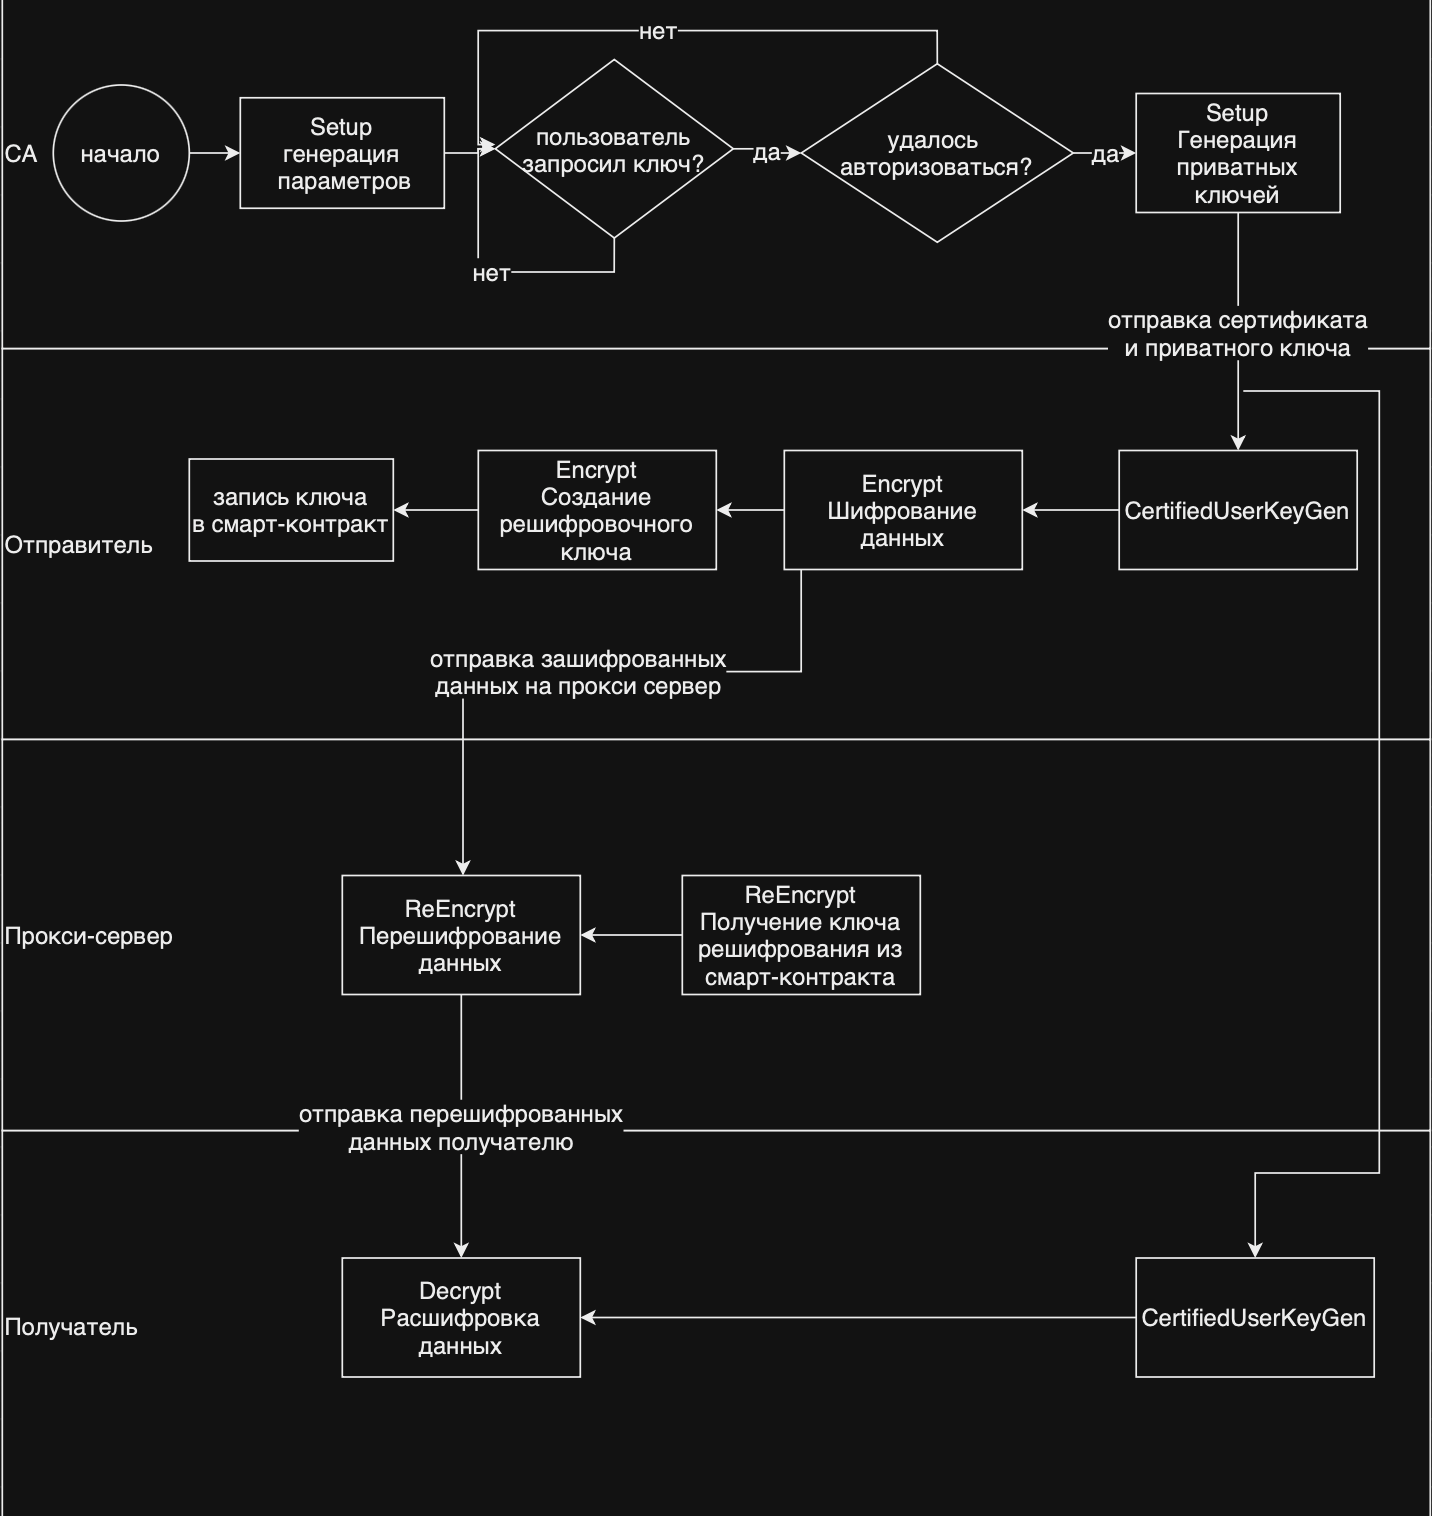 нет
CA
начало
Setup
генерация
параметров
пользователь
запросил ключ?
да
удалось
авторизоваться?
да
Setup
Генерация
приватных
ключей
нет
отправка сертификата
и приватного ключа
Отправитель
запись ключа
в смарт-контракт
Encrypt
Создание
решифровочного
ключа
Encrypt
Шифрование
данных
CertifiedUserKeyGen
отправка зашифрованных
данных на прокси сервер
Прокси-сервер
ReEncrypt
Перешифрование
данных
ReEncrypt
Получение ключа
решифрования из
смарт-контракта
отправка перешифрованных
данных получателю
Получатель
Decrypt
Расшифровка
данных
CertifiedUserKeyGen